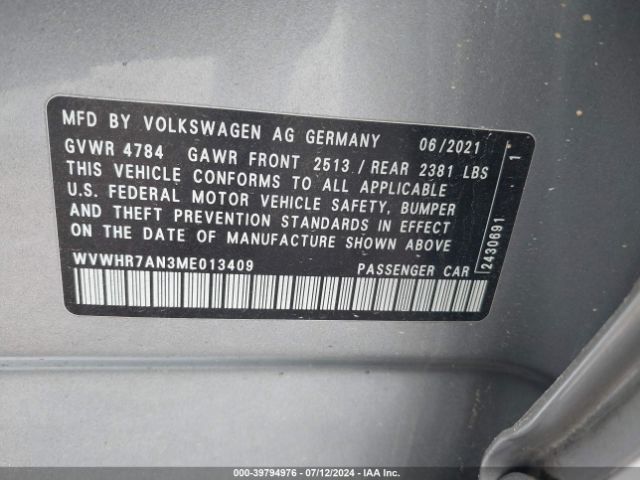 MFD BY VOLKSWAGEN AG GERMANY 06/2021
GVWR 4784 GAWR FRONT 2513 / REAR 2381 LBS
THIS VEHICLE CONFORMS TO ALL APPLICABLE
U.S. FEDERAL MOTOR VEHICLE SAFETY, BUMPER
AND THEFT PREVENTION STANDARDS IN EFFECT
ON THE DATE OF MANUFACTURE SHOWN ABOVE
WVWHR7AN3ME013409 PASSENGER CAR
2430691 1
000-39794976 - 07/12/2024 - IAA Inc.